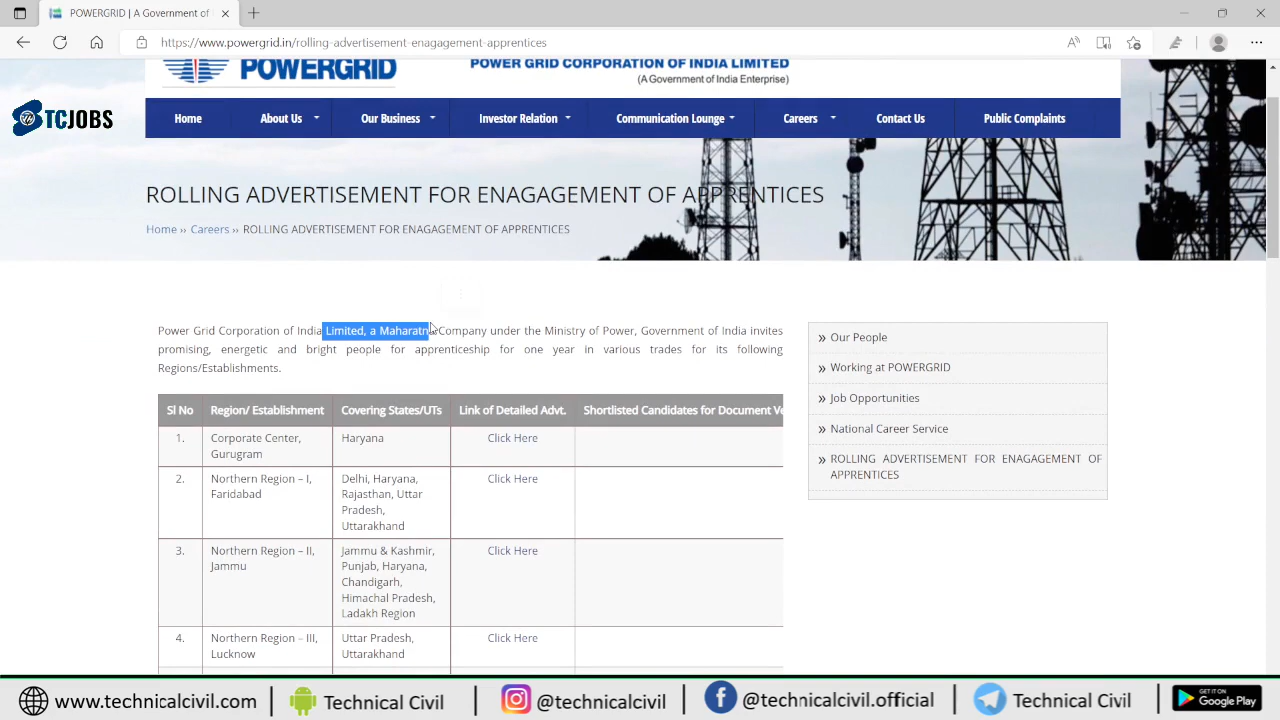 POWERGRID | A Government of
https://www.powergrid.in/rolling-advertisement-engagement-apprentices
POWERGRID
POWER GRID CORPORATION OF INDIA LIMITED
(A Government of India Enterprise)
STCJOBS
Home About Us Our Business Investor Relation Communication Lounge Careers Contact Us Public Complaints
ROLLING ADVERTISEMENT FOR ENAGAGEMENT OF APPRENTICES
Home ›› Careers ›› ROLLING ADVERTISEMENT FOR ENAGAGEMENT OF APPRENTICES
Power Grid Corporation of India Limited, a Maharatna Company under the Ministry of Power, Government of India invites
promising, energetic and bright people for apprenticeship for one year in various trades for its following
Regions/Establishments.
Sl No Region/ Establishment Covering States/UTs Link of Detailed Advt. Shortlisted Candidates for Document Ve
1. Corporate Center, Haryana Click Here
Gurugram
2. Northern Region – I, Delhi, Haryana, Click Here
Faridabad Rajasthan, Uttar
Pradesh,
Uttarakhand
3. Northern Region – II, Jammu & Kashmir, Click Here
Jammu Punjab, Haryana,
Chandigarh,
Himachal Pradesh,
Ladakh Region
4. Northern Region – III, Uttar Pradesh, Click Here
Lucknow Uttarakhand
» Our People
» Working at POWERGRID
» Job Opportunities
» National Career Service
» ROLLING ADVERTISEMENT FOR ENAGAGEMENT OF
APPRENTICES
www.technicalcivil.com | Technical Civil | @technicalcivil | @technicalcivil.official | Technical Civil | GET IT ON Google Play